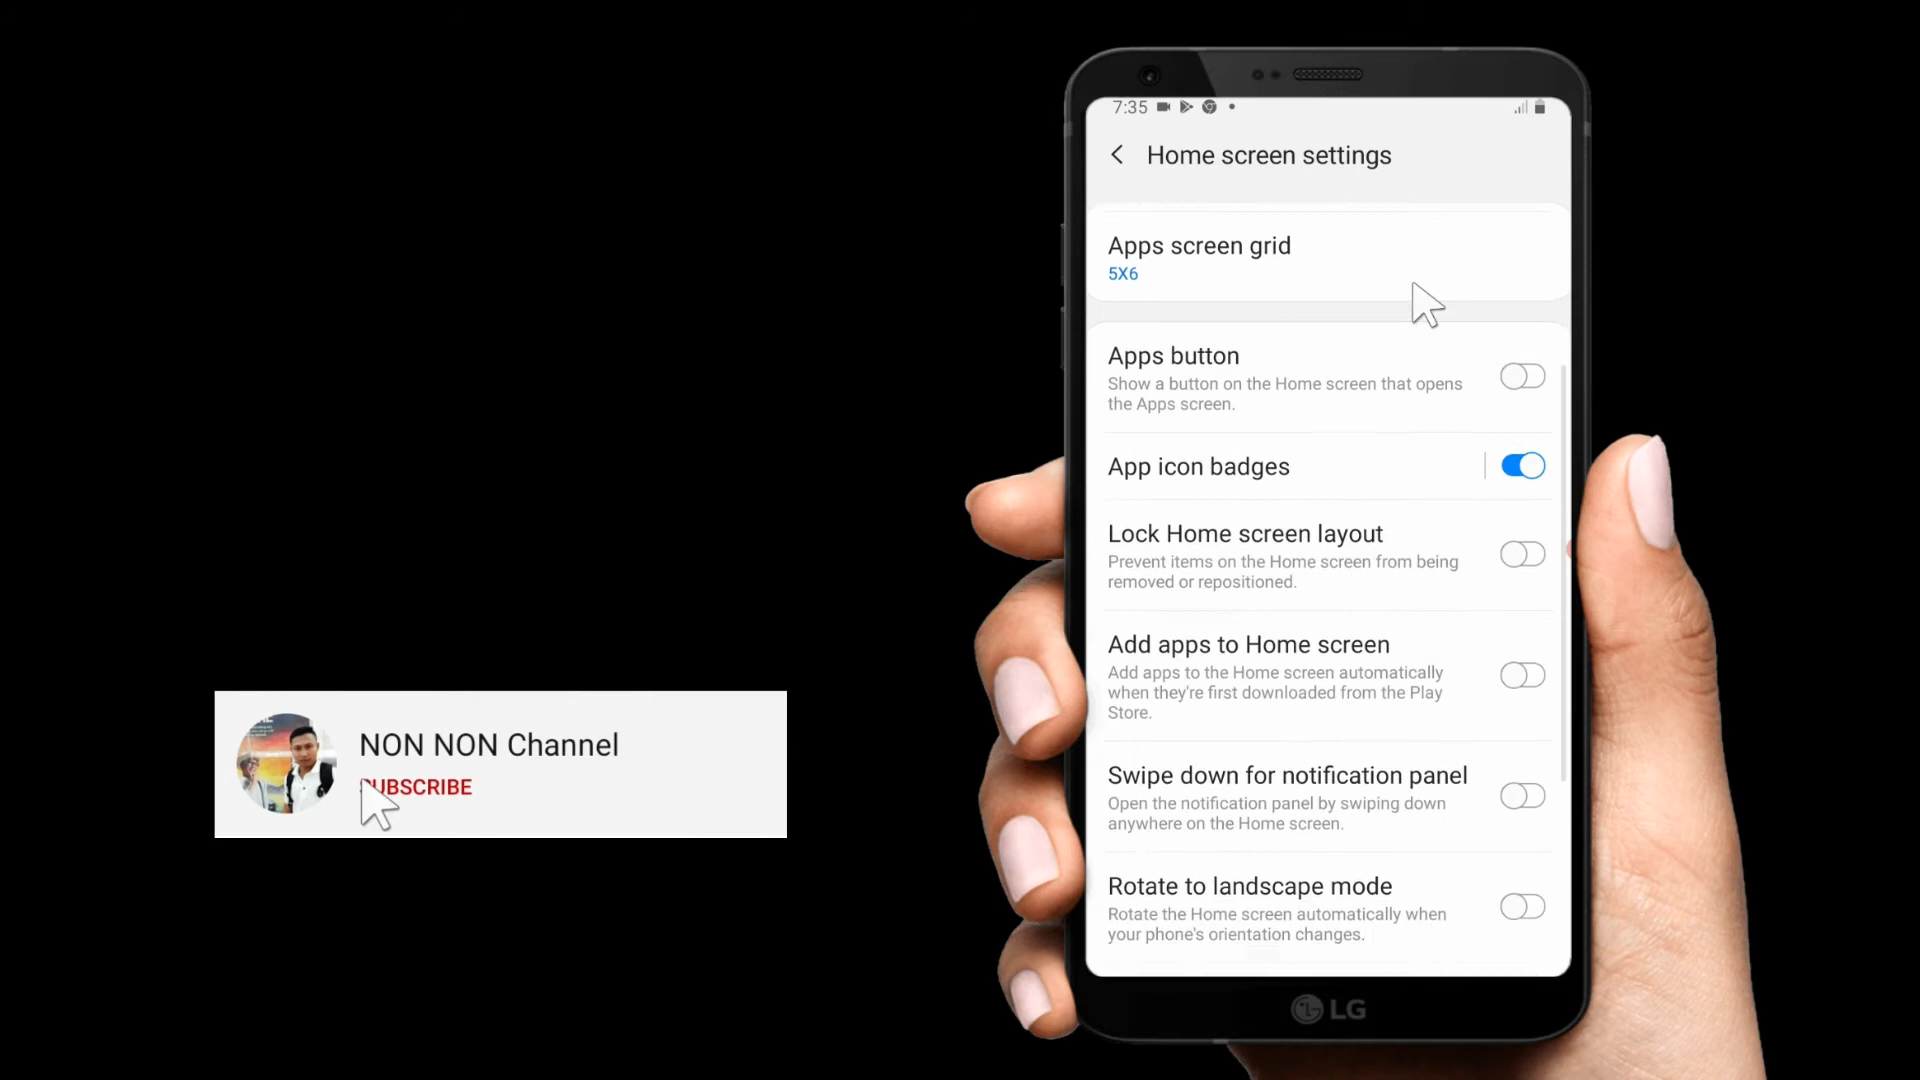 7:35
Home screen settings
Apps screen grid
5X6
Apps button
Show a button on the Home screen that opens
the Apps screen.
App icon badges
Lock Home screen layout
Prevent items on the Home screen from being
removed or repositioned.
Add apps to Home screen
Add apps to the Home screen automatically
when they're first downloaded from the Play
Store.
Swipe down for notification panel
Open the notification panel by swiping down
anywhere on the Home screen.
Rotate to landscape mode
Rotate the Home screen automatically when
your phone's orientation changes.
LG
NON NON Channel
SUBSCRIBE